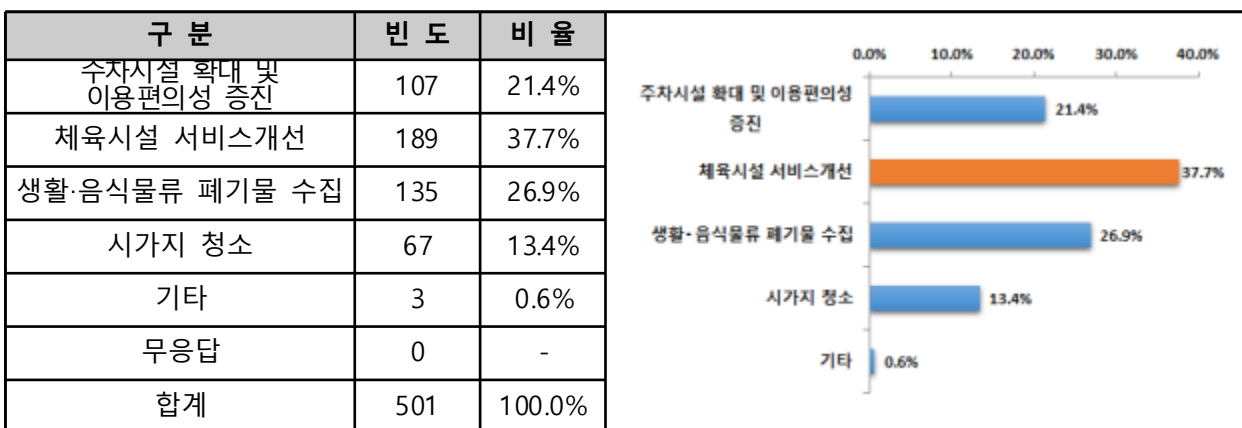 구 분 빈 도 비 율
주차시설 확대 및
이용편의성 증진 107 21.4%
체육시설 서비스개선 189 37.7%
생활·음식물류 폐기물 수집 135 26.9%
시가지 청소 67 13.4%
기타 3 0.6%
무응답 0 -
합계 501 100.0%
0.0% 10.0% 20.0% 30.0% 40.0%
주차시설 확대 및 이용편의성
증진
21.4%
체육시설 서비스개선 37.7%
생활·음식물류 폐기물 수집 26.9%
시가지 청소 13.4%
기타 0.6%